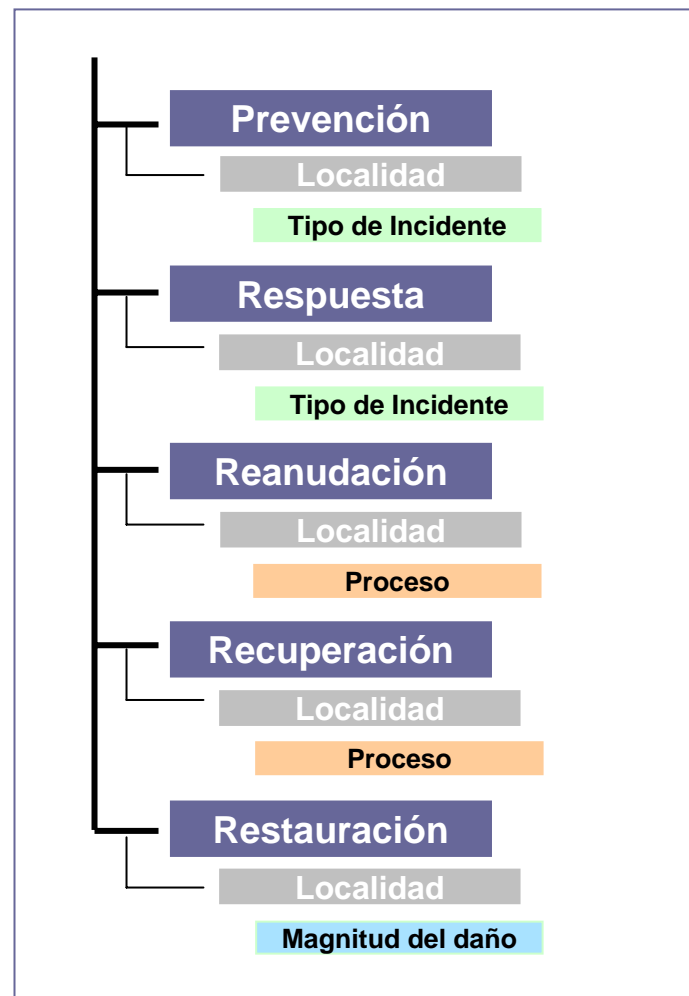 Prevención
Localidad
Tipo de Incidente
Respuesta
Localidad
Tipo de Incidente
Reanudación
Localidad
Proceso
Recuperación
Localidad
Proceso
Restauración
Localidad
Magnitud del daño